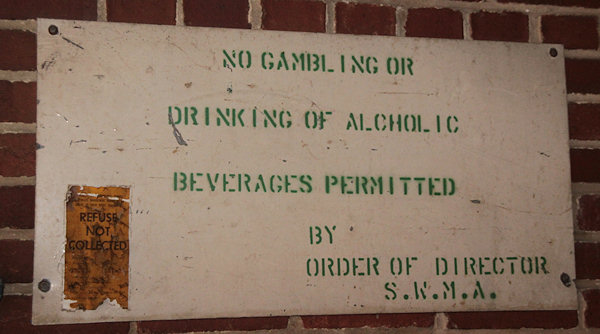 NO GAMBLING OR
DRINKING OF ALCHOLIC
BEVERAGES PERMITTED
BY
ORDER OF DIRECTOR
S.W.M.A.
REFUSE
NOT
COLLECTED